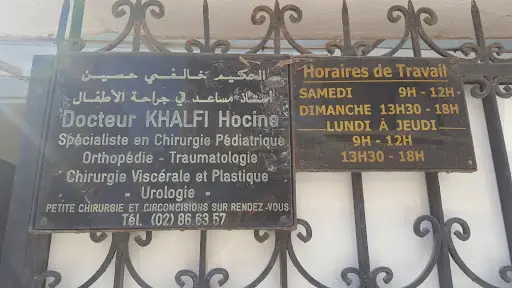 الحكيم خالفي حسين
أستاذ مساعد في جراحة الأطفال
Docteur KHALFI Hocine
Spécialiste en Chirurgie Pédiatrique
Orthopédie - Traumatologie
Chirurgie Viscérale et Plastique
= Urologie =
PETITE CHIRURGIE ET CIRCONCISIONS SUR RENDEZ-VOUS
Tél. (02) 86.63.57
Horaires de Travail
SAMEDI 9H - 12H
DIMANCHE 13H30 - 18H
LUNDI À JEUDI
9H - 12H
13H30 - 18H